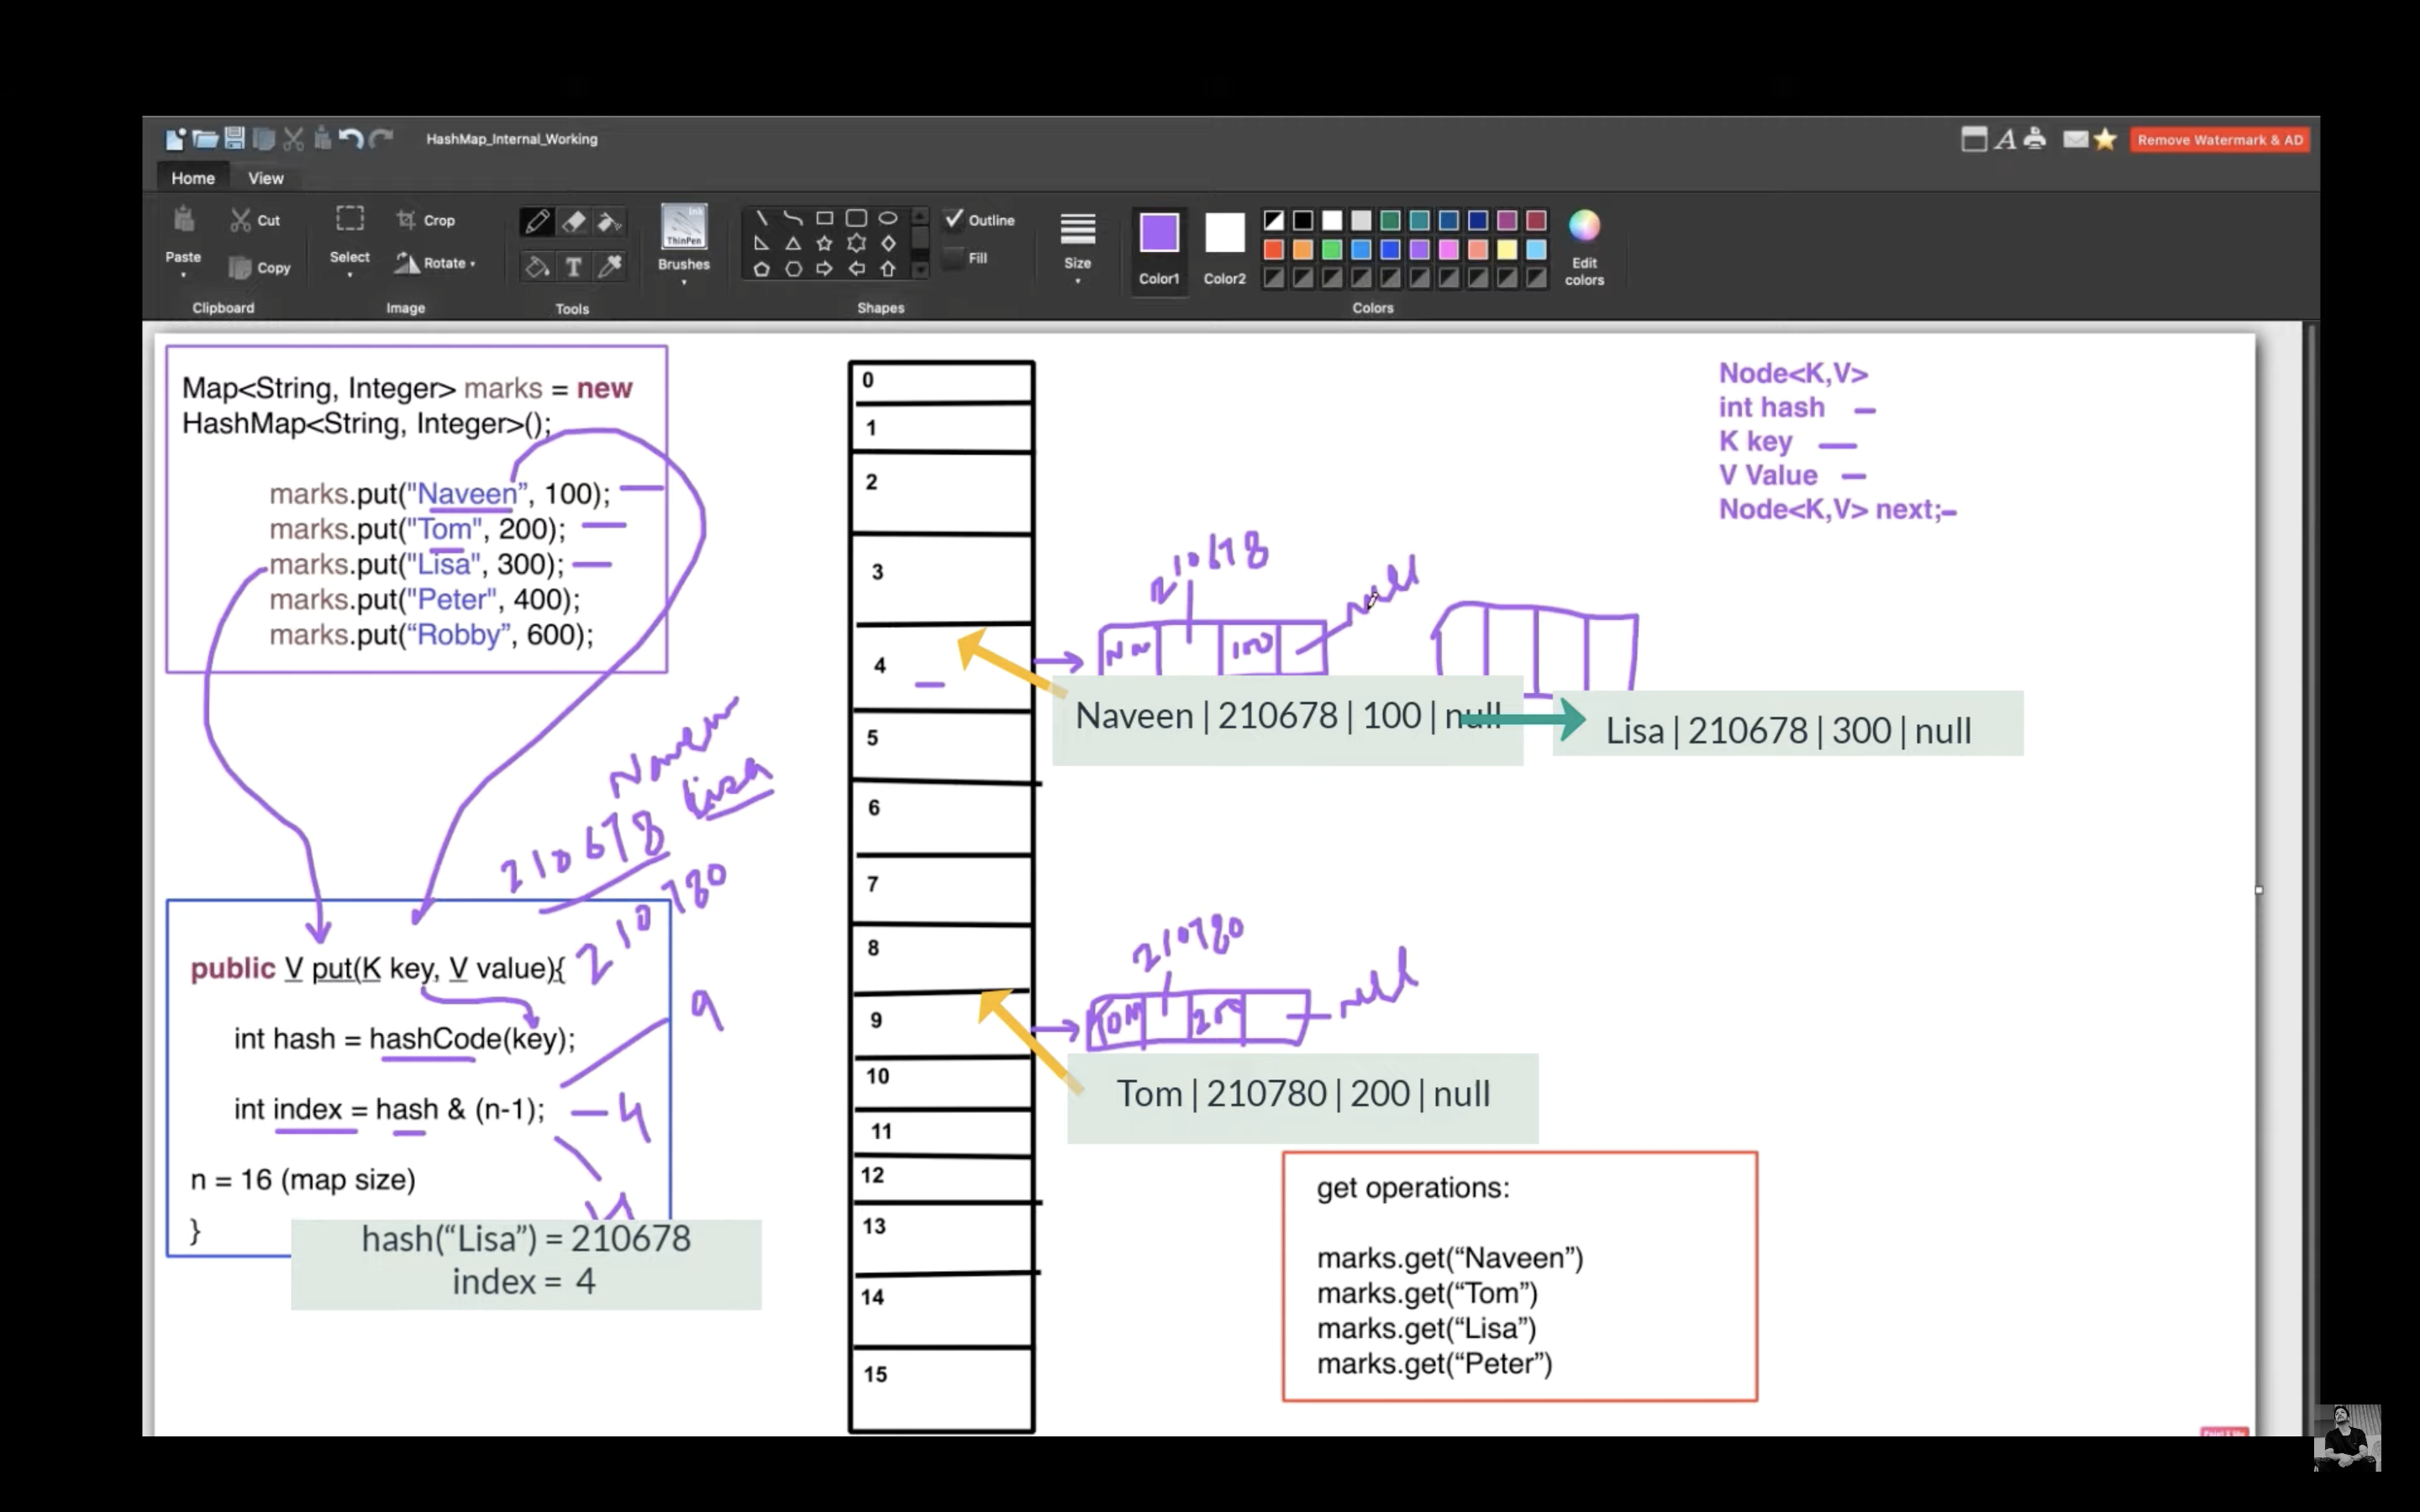 HashMap_Internal_Working
Remove Watermark & AD
Home View
Paste
Cut
Copy
Clipboard
Select
Crop
Rotate
Image
Tools
ThinPen
Brushes
Outline
Fill
Shapes
Size
Color1
Color2
Edit
colors
Colors
Map<String, Integer> marks = new
HashMap<String, Integer>();
marks.put("Naveen”, 100);
marks.put("Tom", 200);
marks.put("Lisa", 300);
marks.put("Peter", 400);
marks.put(“Robby”, 600);
Naveen
Lisa
210678
210780
public V put(K key, V value){
int hash = hashCode(key);
9
int index = hash & (n-1);
4
n = 16 (map size)
4
}
hash(“Lisa”) = 210678
index = 4
0
1
2
3
4
5
6
7
8
9
10
11
12
13
14
15
Node<K,V>
int hash
K key
V Value
Node<K,V> next;
210678
null
100
Naveen | 210678 | 100 | null
Lisa | 210678 | 300 | null
210780
null
TOM 200
Tom | 210780 | 200 | null
get operations:
marks.get(“Naveen”)
marks.get(“Tom”)
marks.get(“Lisa”)
marks.get(“Peter”)